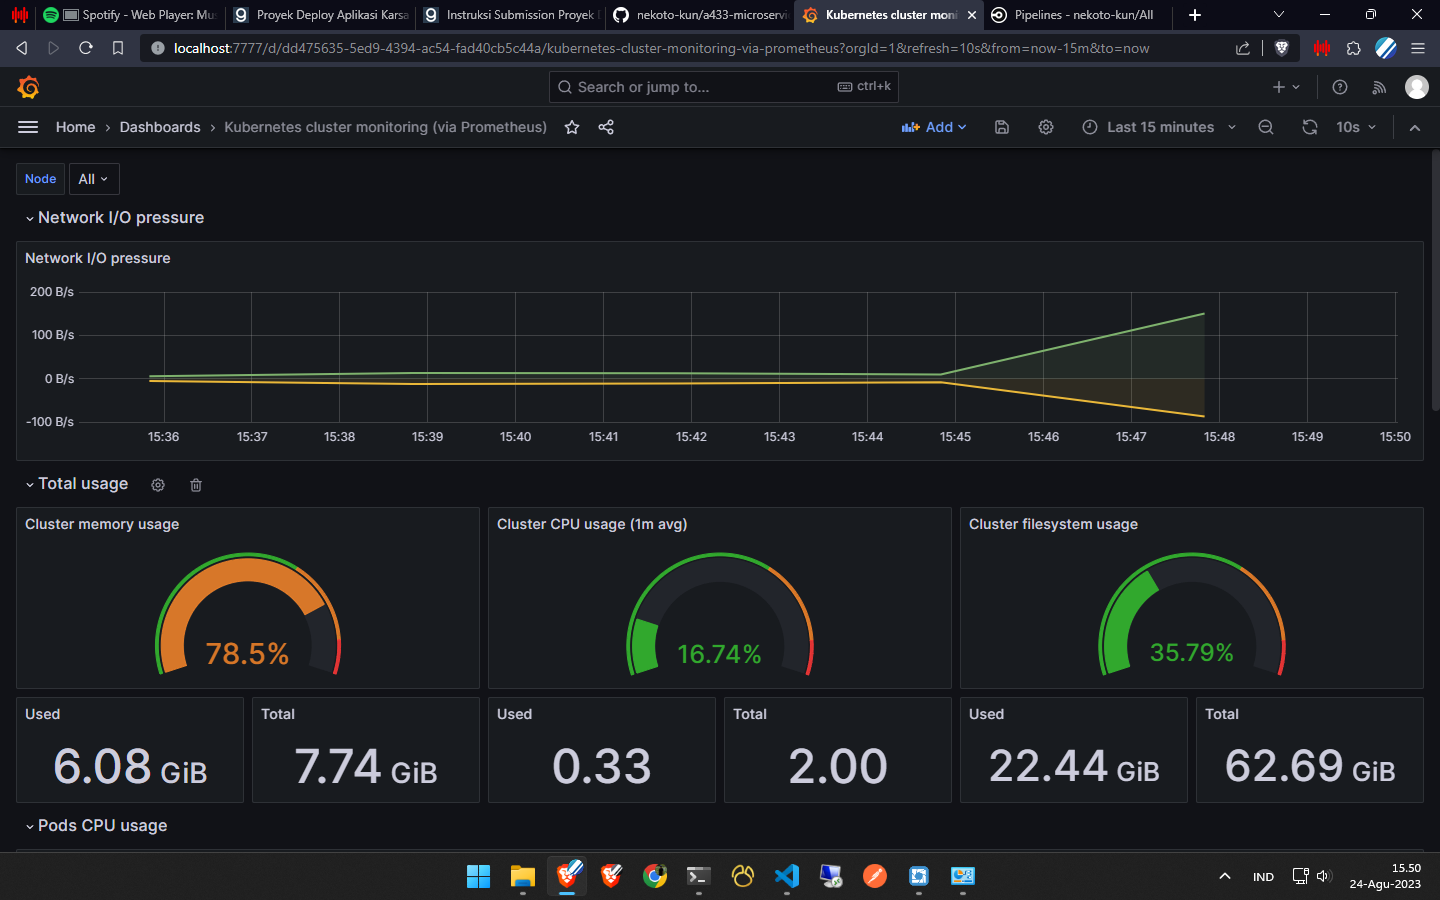 Spotify - Web Player: Mu
Proyek Deploy Aplikasi Karsa
Instruksi Submission Proyek
nekoto-kun/a433-microservi
Kubernetes cluster moni
Pipelines - nekoto-kun/All
localhost:7777/d/dd475635-5ed9-4394-ac54-fad40cb5c44a/kubernetes-cluster-monitoring-via-prometheus?orgId=1&refresh=10s&from=now-15m&to=now
Search or jump to...
ctrl+k
Home › Dashboards › Kubernetes cluster monitoring (via Prometheus)
Add
Last 15 minutes
10s
Node
All
Network I/O pressure
Network I/O pressure
200 B/s
100 B/s
0 B/s
-100 B/s
15:36 15:37 15:38 15:39 15:40 15:41 15:42 15:43 15:44 15:45 15:46 15:47 15:48 15:49 15:50
Total usage
Cluster memory usage
78.5%
Cluster CPU usage (1m avg)
16.74%
Cluster filesystem usage
35.79%
Used
6.08 GiB
Total
7.74 GiB
Used
0.33
Total
2.00
Used
22.44 GiB
Total
62.69 GiB
Pods CPU usage
IND
15.50
24-Agu-2023